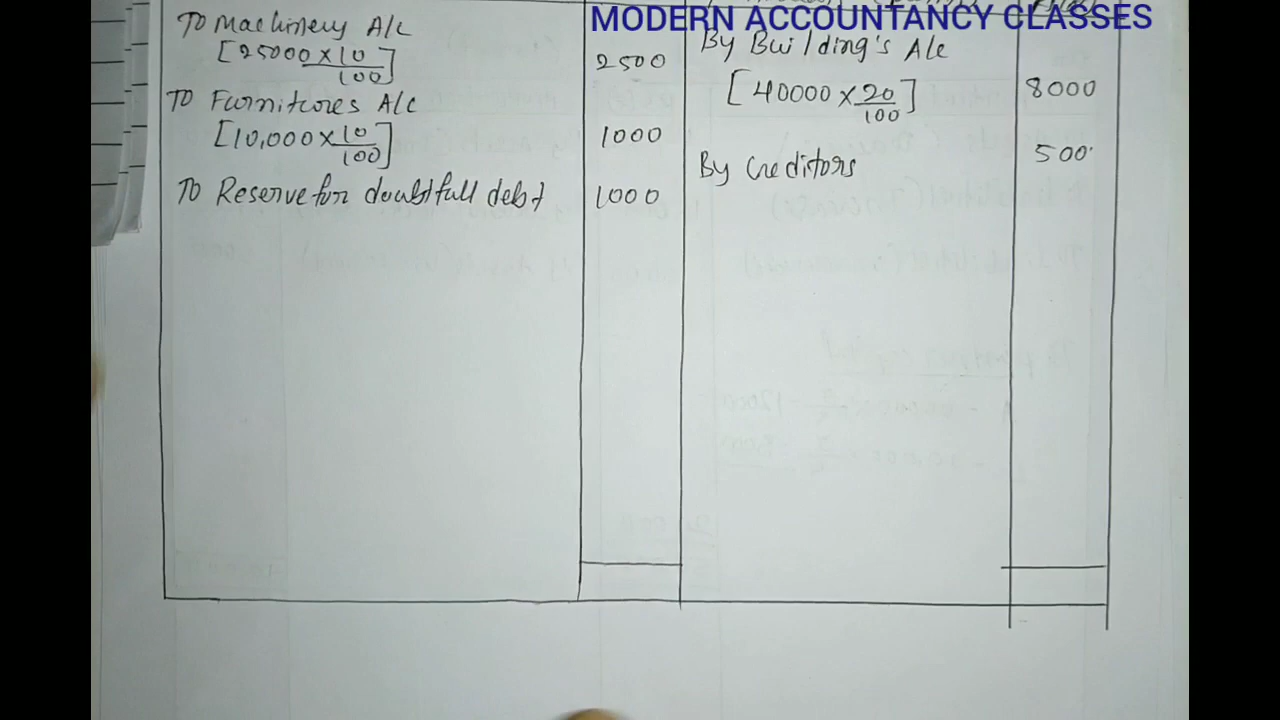 MODERN ACCOUNTANCY CLASSES
To Machinery A/c
[25000 × 10/100]
2500
To Furnitures A/c
[10,000 × 10/100]
1000
To Reserve for doubtfull debt
1000
By Building's A/c
[40000 × 20/100]
8000
By Creditors
500